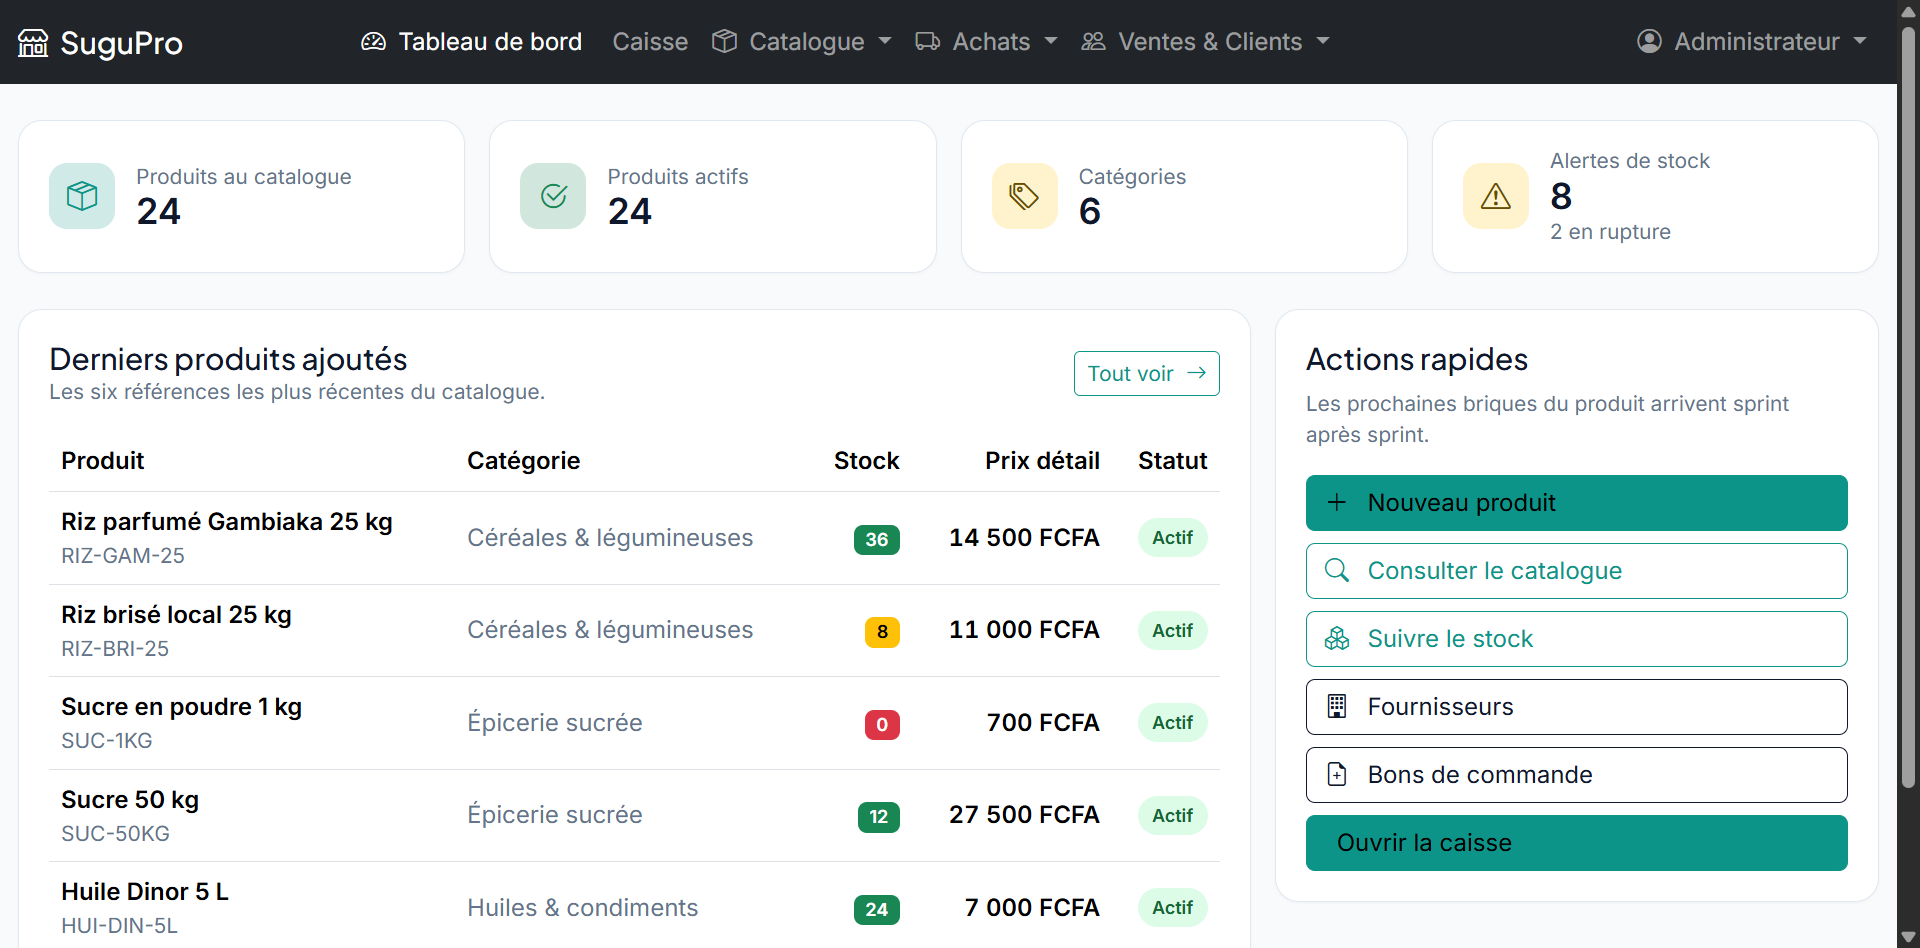 SuguPro
Tableau de bord
Caisse
Catalogue
Achats
Ventes & Clients
Administrateur
Produits au catalogue
24
Produits actifs
24
Catégories
6
Alertes de stock
8
2 en rupture
Derniers produits ajoutés
Les six références les plus récentes du catalogue.
Tout voir
Produit Catégorie Stock Prix détail Statut
Riz parfumé Gambiaka 25 kg
RIZ-GAM-25
Céréales & légumineuses 36 14 500 FCFA Actif
Riz brisé local 25 kg
RIZ-BRI-25
Céréales & légumineuses 8 11 000 FCFA Actif
Sucre en poudre 1 kg
SUC-1KG
Épicerie sucrée 0 700 FCFA Actif
Sucre 50 kg
SUC-50KG
Épicerie sucrée 12 27 500 FCFA Actif
Huile Dinor 5 L
HUI-DIN-5L
Huiles & condiments 24 7 000 FCFA Actif
Actions rapides
Les prochaines briques du produit arrivent sprint
après sprint.
Nouveau produit
Consulter le catalogue
Suivre le stock
Fournisseurs
Bons de commande
Ouvrir la caisse